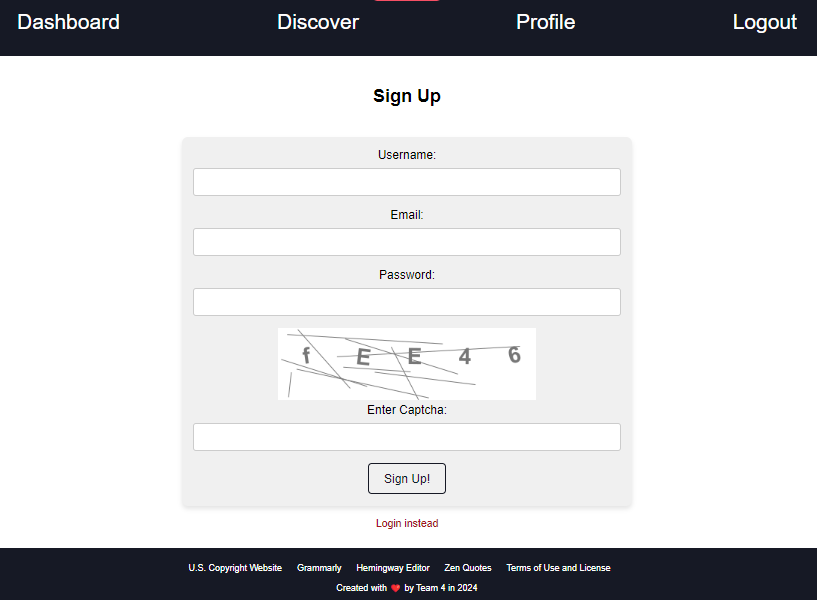 Dashboard Discover Profile Logout
Sign Up
Username:
Email:
Password:
f E E 4 6
Enter Captcha:
Sign Up!
Login instead
U.S. Copyright Website Grammarly Hemingway Editor Zen Quotes Terms of Use and License
Created with ❤️ by Team 4 in 2024